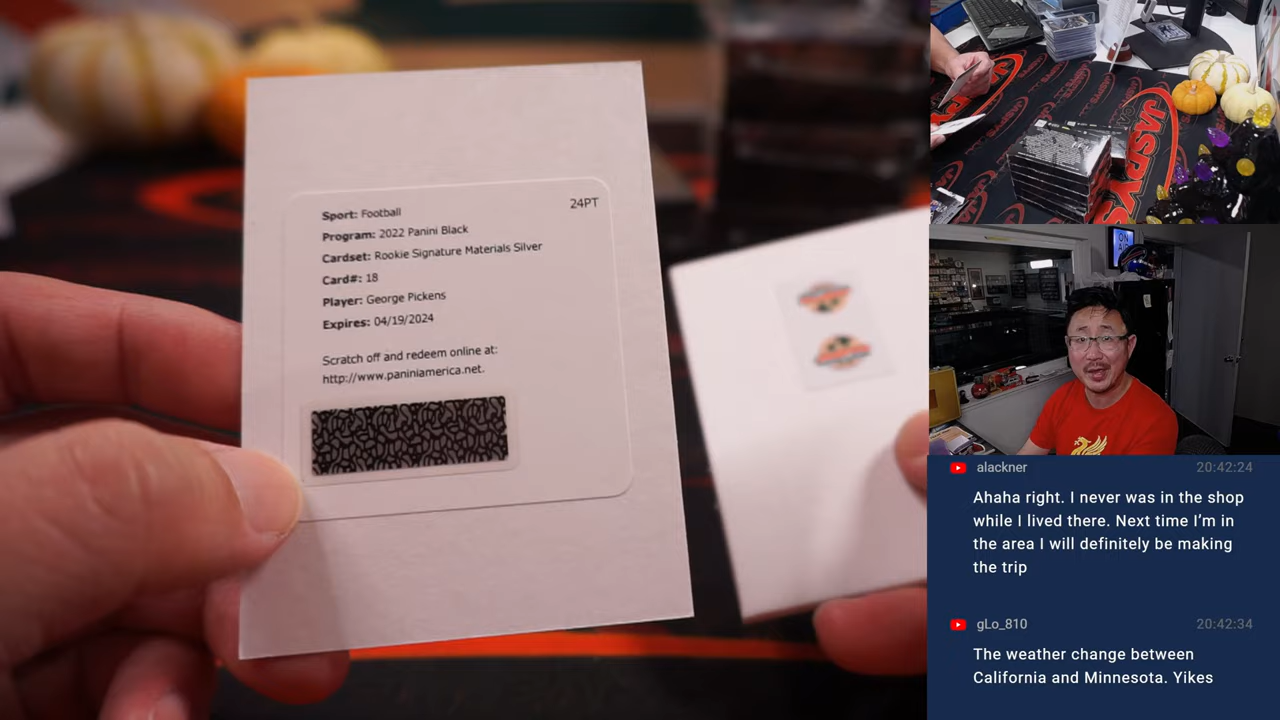 24PT
Sport: Football
Program: 2022 Panini Black
Cardset: Rookie Signature Materials Silver
Card#: 18
Player: George Pickens
Expires: 04/19/2024
Scratch off and redeem online at:
http://www.paniniamerica.net.
JASPYS
ON
AIR
alackner 20:42:24
Ahaha right. I never was in the shop
while I lived there. Next time I’m in
the area I will definitely be making
the trip
gLo_810 20:42:34
The weather change between
California and Minnesota. Yikes